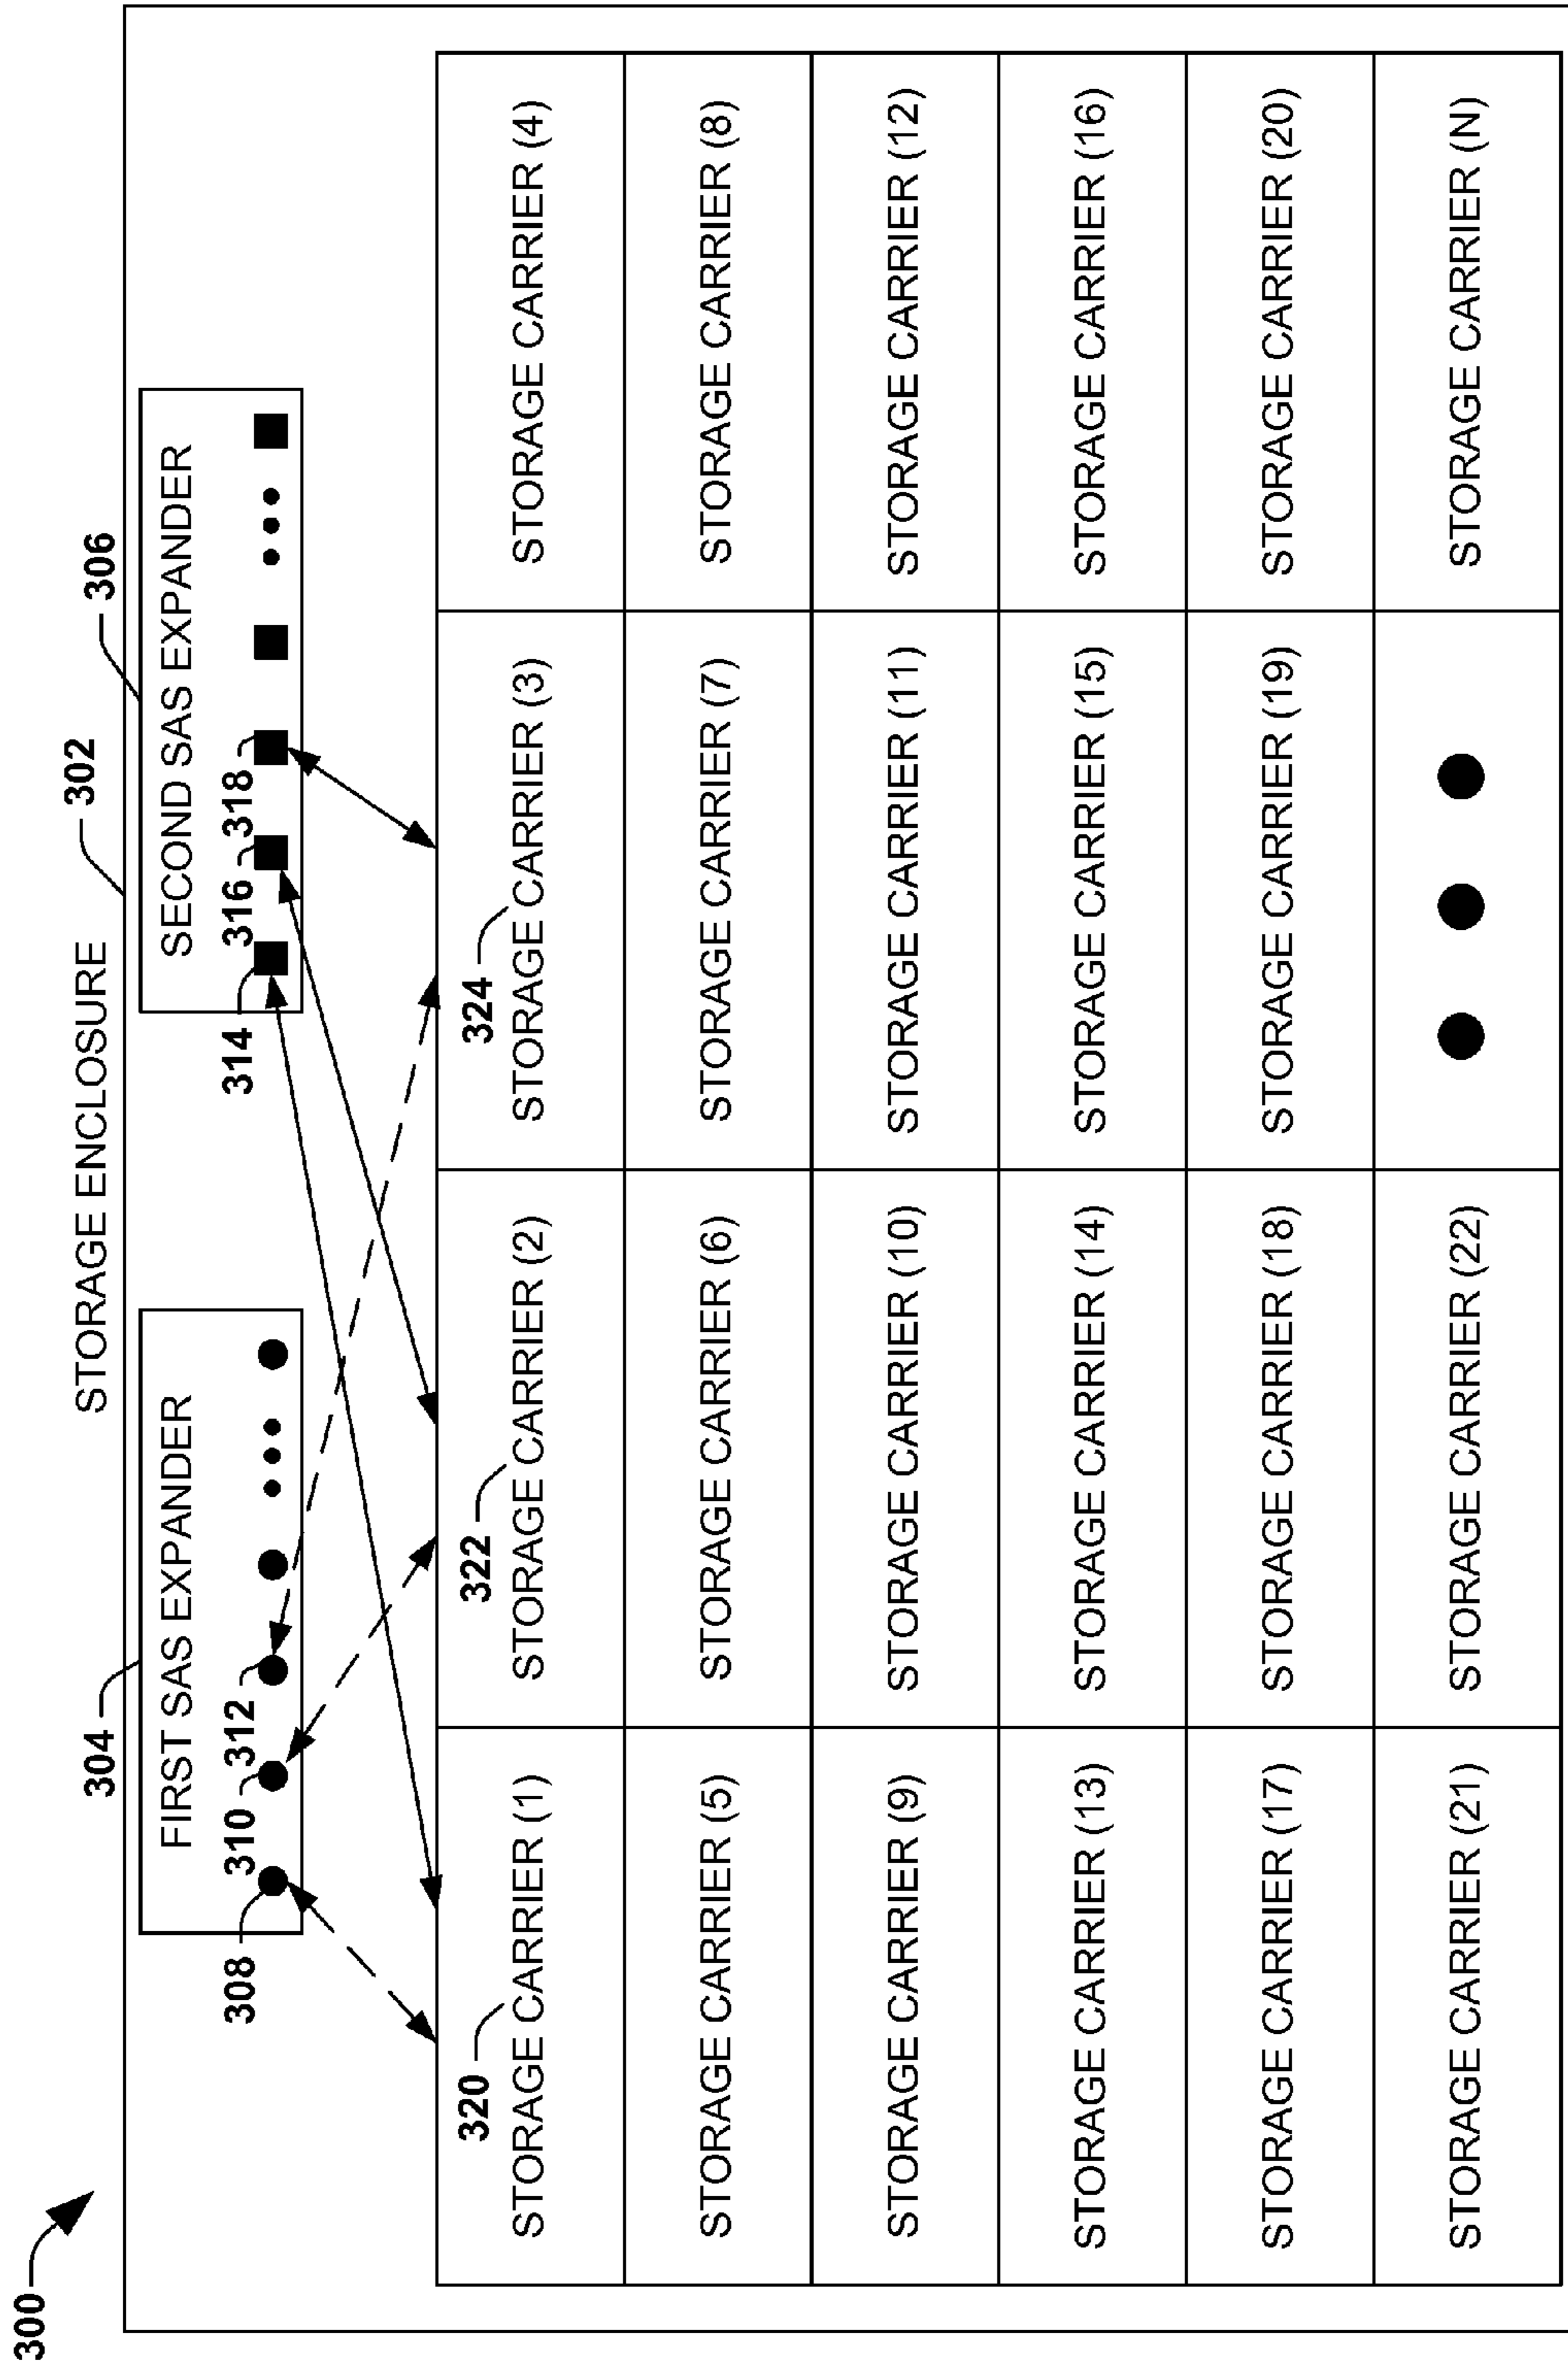 300
STORAGE ENCLOSURE
302
304
306
FIRST SAS EXPANDER
SECOND SAS EXPANDER
308
310
312
314
316
318
320
322
324
STORAGE CARRIER (1)
STORAGE CARRIER (2)
STORAGE CARRIER (3)
STORAGE CARRIER (4)
STORAGE CARRIER (5)
STORAGE CARRIER (6)
STORAGE CARRIER (7)
STORAGE CARRIER (8)
STORAGE CARRIER (9)
STORAGE CARRIER (10)
STORAGE CARRIER (11)
STORAGE CARRIER (12)
STORAGE CARRIER (13)
STORAGE CARRIER (14)
STORAGE CARRIER (15)
STORAGE CARRIER (16)
STORAGE CARRIER (17)
STORAGE CARRIER (18)
STORAGE CARRIER (19)
STORAGE CARRIER (20)
STORAGE CARRIER (21)
STORAGE CARRIER (22)
STORAGE CARRIER (N)